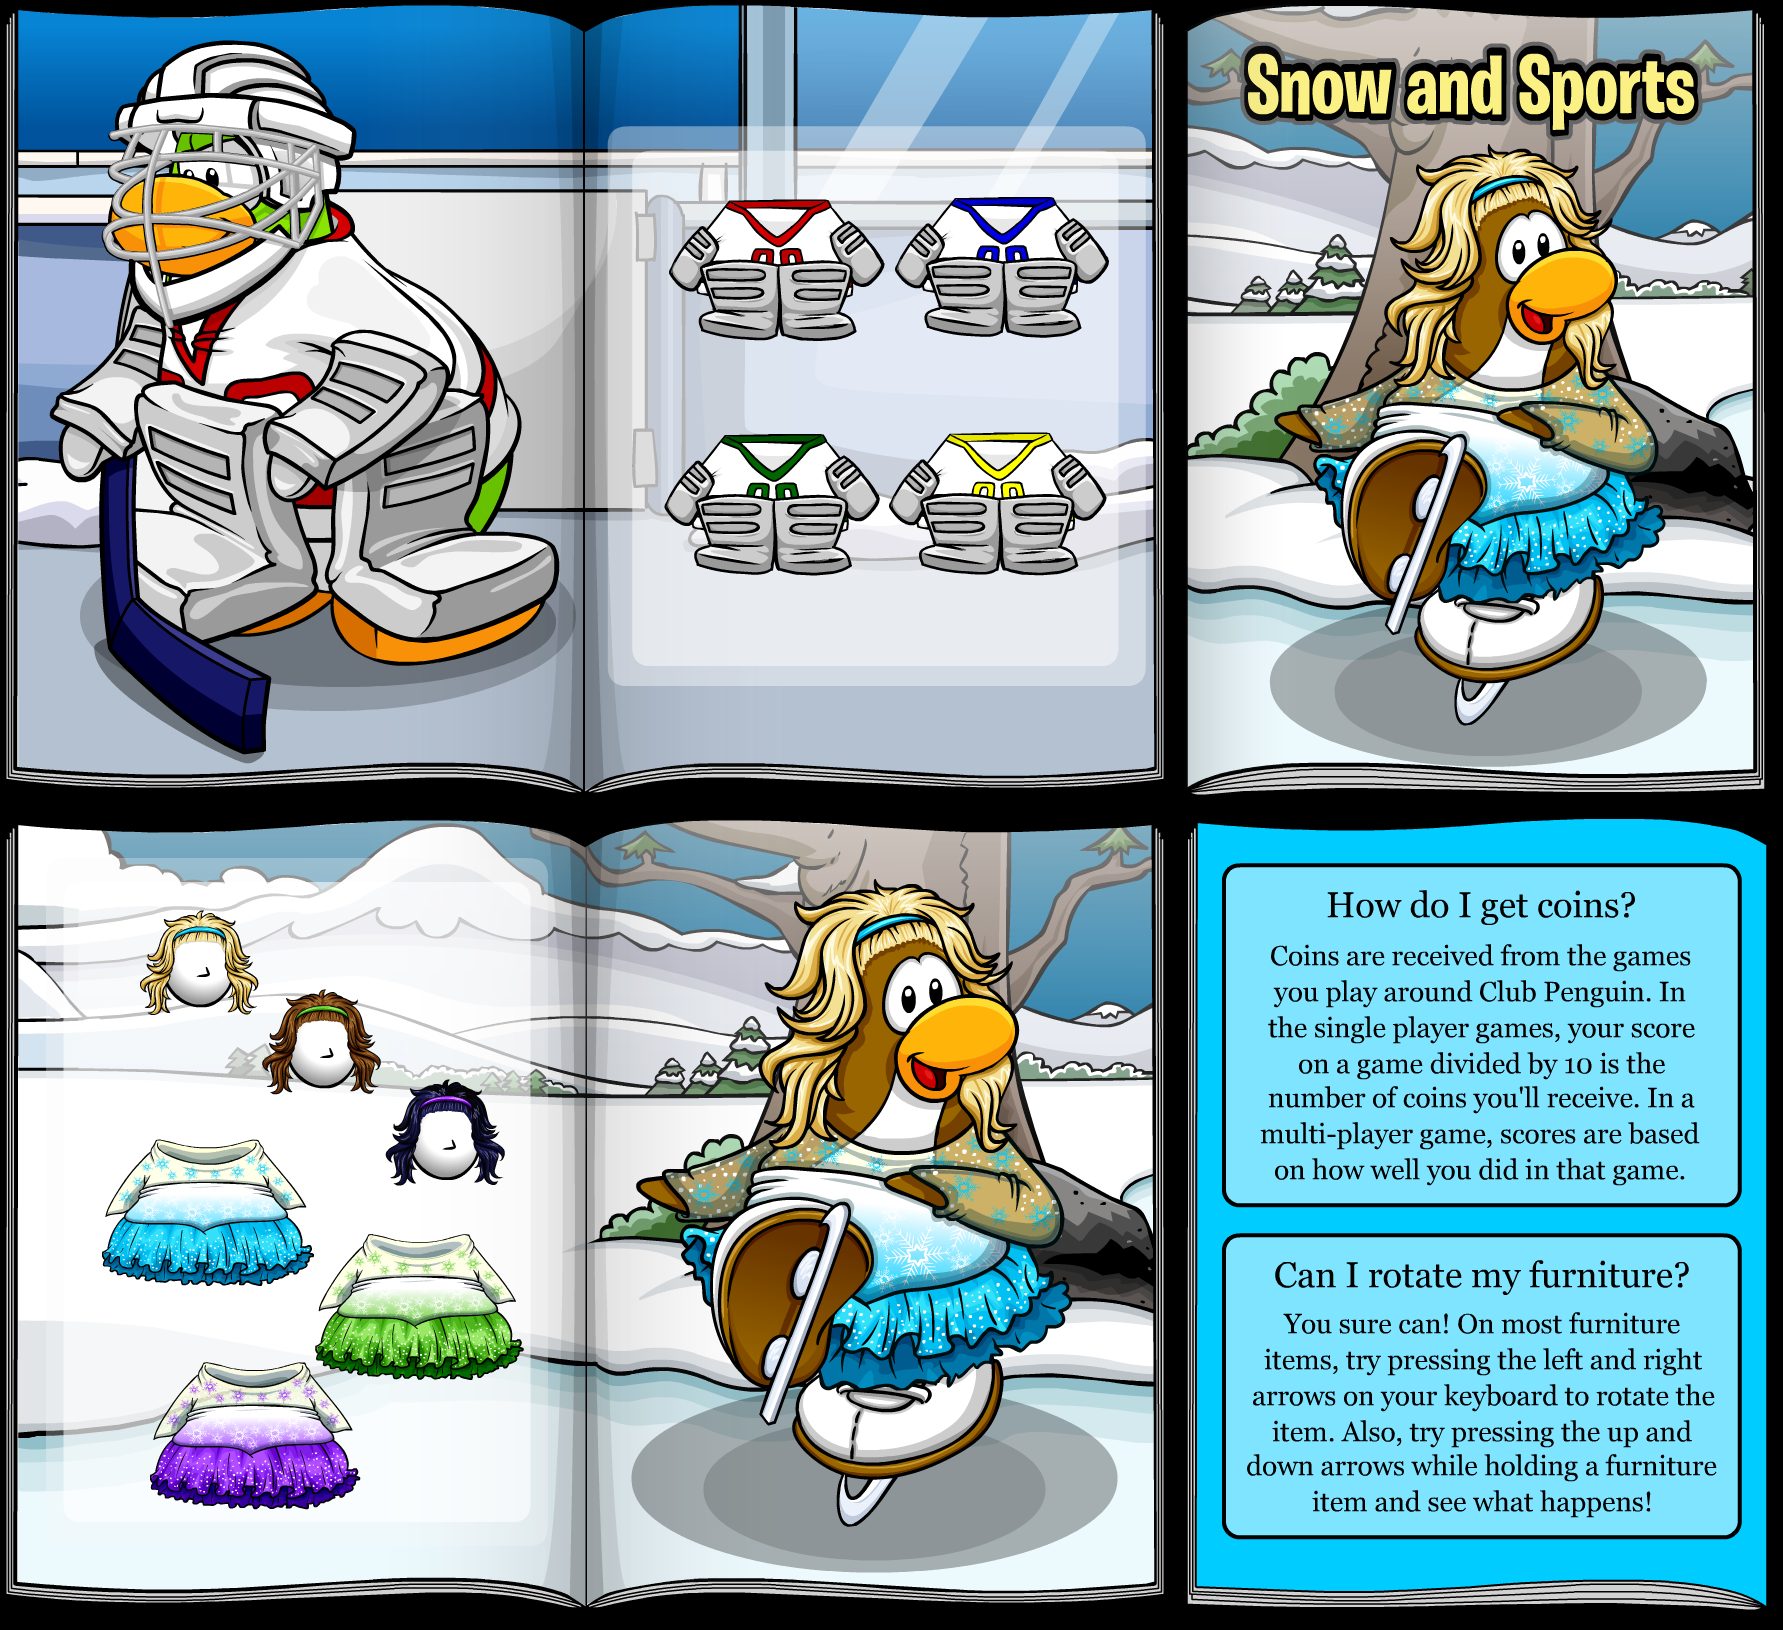 Snow and Sports
How do I get coins?
Coins are received from the games
you play around Club Penguin. In
the single player games, your score
on a game divided by 10 is the
number of coins you'll receive. In a
multi-player game, scores are based
on how well you did in that game.
Can I rotate my furniture?
You sure can! On most furniture
items, try pressing the left and right
arrows on your keyboard to rotate the
item. Also, try pressing the up and
down arrows while holding a furniture
item and see what happens!